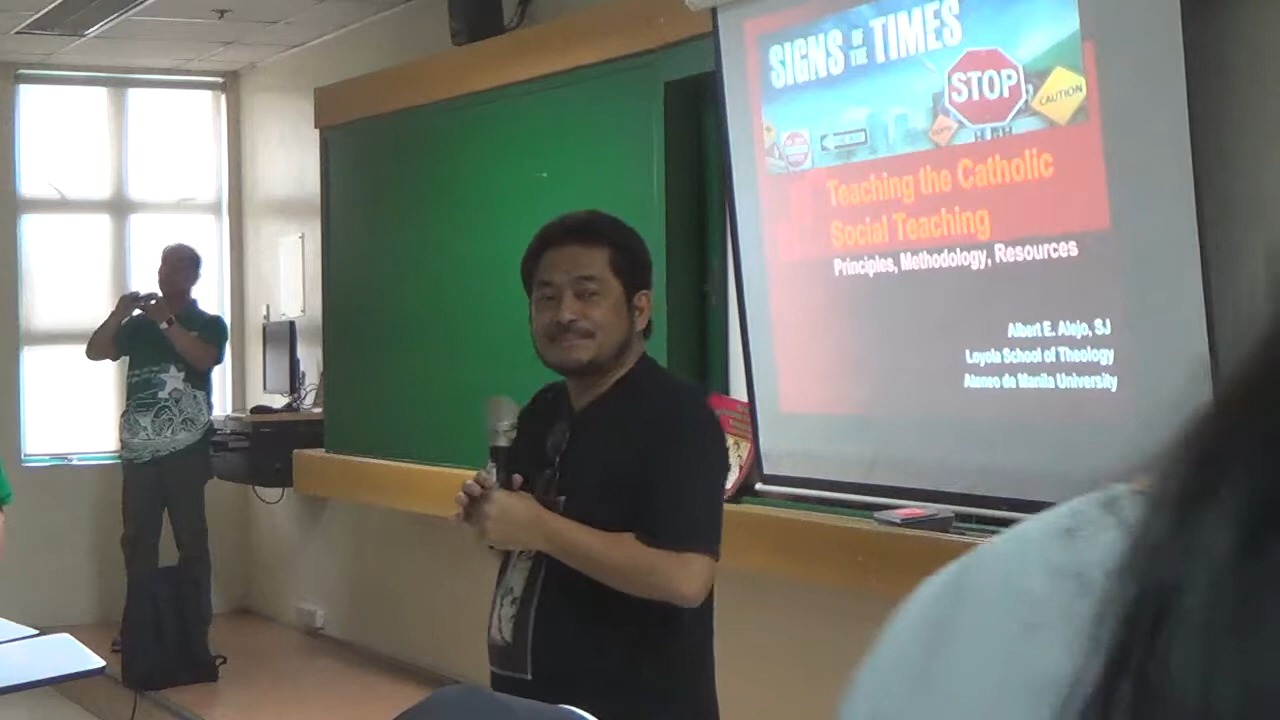 SIGNS OF THE TIMES
STOP
CAUTION
Teaching the Catholic
Social Teaching
Principles, Methodology, Resources
Albert E. Alejo, SJ
Loyola School of Theology
Ateneo de Manila University